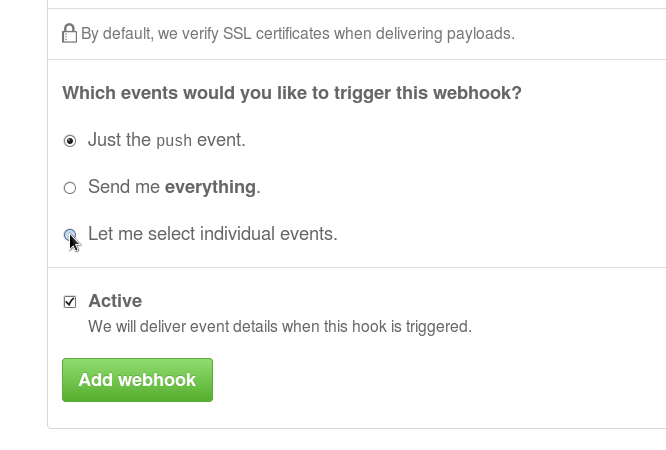 By default, we verify SSL certificates when delivering payloads.
Which events would you like to trigger this webhook?
Just the push event.
Send me everything.
Let me select individual events.
Active
We will deliver event details when this hook is triggered.
Add webhook